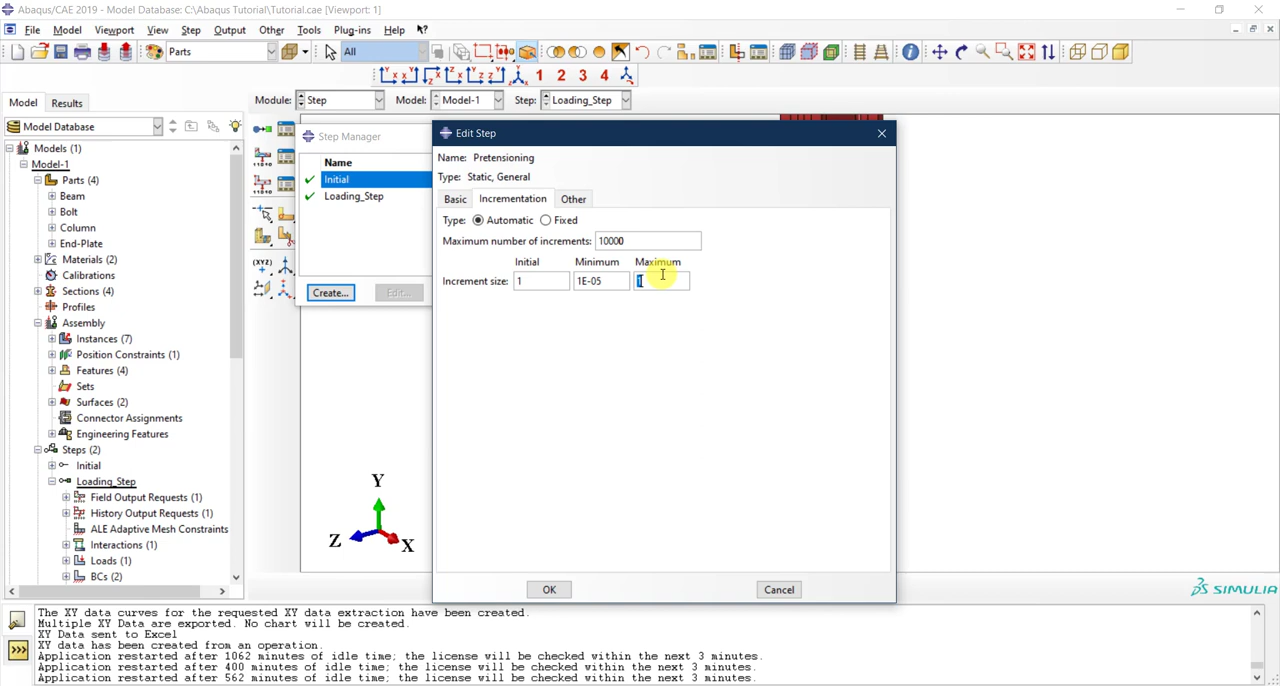 Abaqus/CAE 2019 - Model Database: C:\Abaqus Tutorial\Tutorial.cae [Viewport: 1]
File Model Viewport View Step Output Other Tools Plug-ins Help
Parts All
1 2 3 4
Model Results Module: Step Model: Model-1 Step: Loading_Step
Model Database
Models (1)
Model-1
Parts (4)
Beam
Bolt
Column
End-Plate
Materials (2)
Calibrations
Sections (4)
Profiles
Assembly
Instances (7)
Position Constraints (1)
Features (4)
Sets
Surfaces (2)
Connector Assignments
Engineering Features
Steps (2)
Initial
Loading_Step
Field Output Requests (1)
History Output Requests (1)
ALE Adaptive Mesh Constraints
Interactions (1)
Loads (1)
BCs (2)
Step Manager
Name
Initial
Loading_Step
Create... Edit...
Edit Step
Name: Pretensioning
Type: Static, General
Basic Incrementation Other
Type: Automatic Fixed
Maximum number of increments: 10000
Initial Minimum Maximum
Increment size: 1 1E-05 1
OK Cancel
Y
Z X
SIMULIA
The XY data curves for the requested XY data extraction have been created.
Multiple XY Data are exported. No chart will be created.
XY Data sent to Excel
XY data has been created from an operation.
Application restarted after 1062 minutes of idle time; the license will be checked within the next 3 minutes.
Application restarted after 400 minutes of idle time; the license will be checked within the next 3 minutes.
Application restarted after 562 minutes of idle time; the license will be checked within the next 3 minutes.